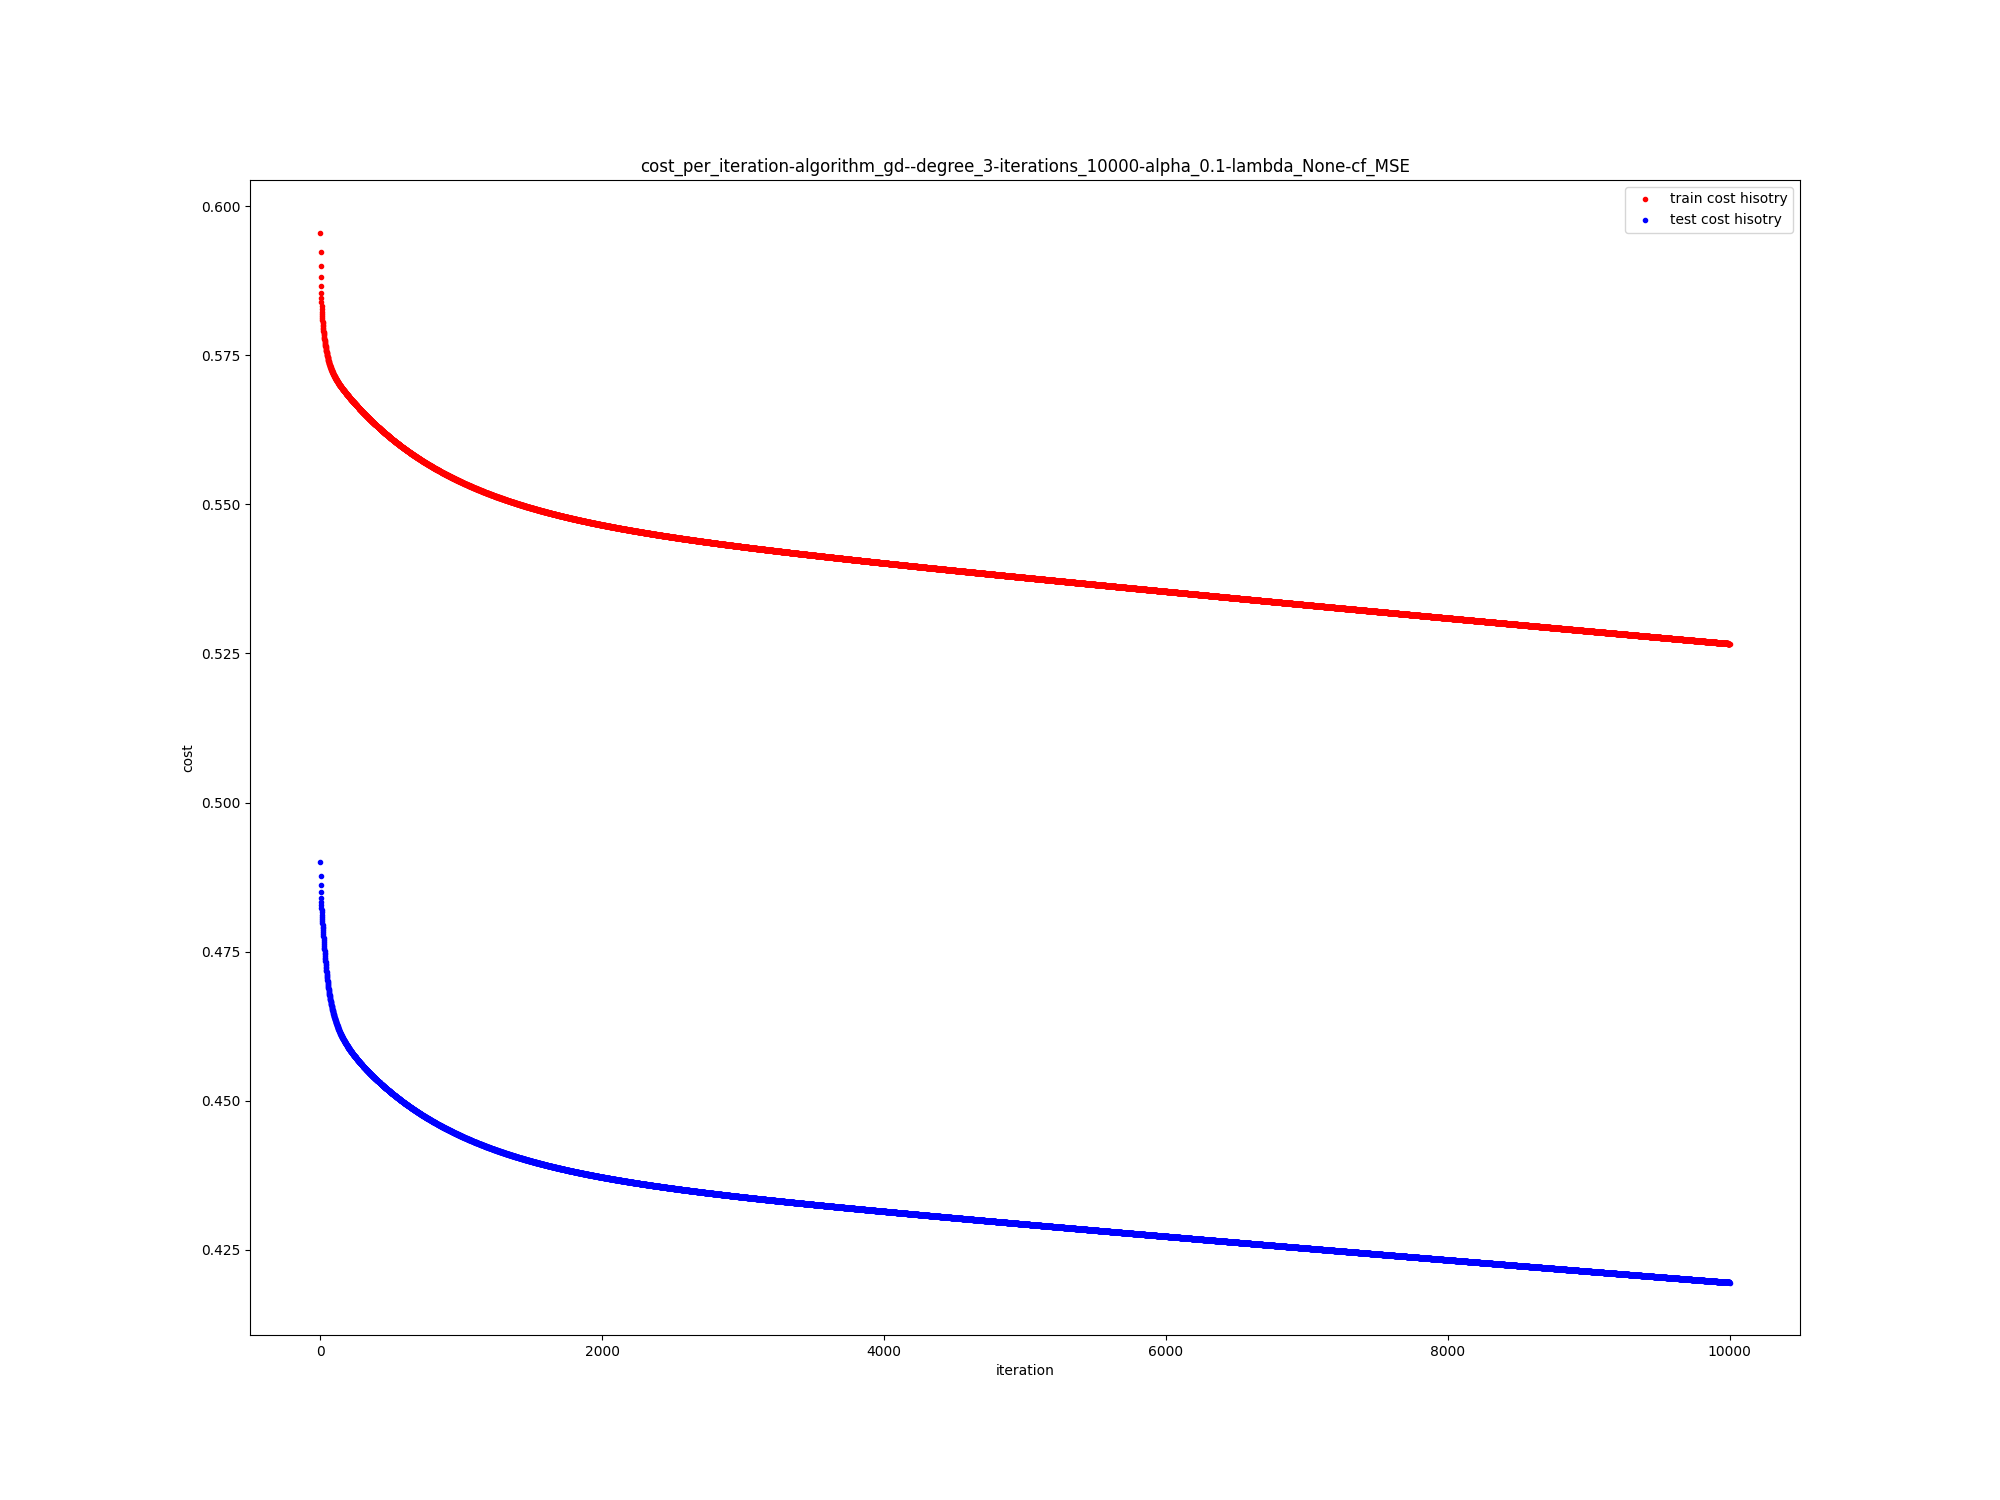 cost_per_iteration-algorithm_gd--degree_3-iterations_10000-alpha_0.1-lambda_None-cf_MSE
train cost hisotry
test cost hisotry
0.600
0.575
0.550
0.525
0.500
0.475
0.450
0.425
cost
0 2000 4000 6000 8000 10000
iteration